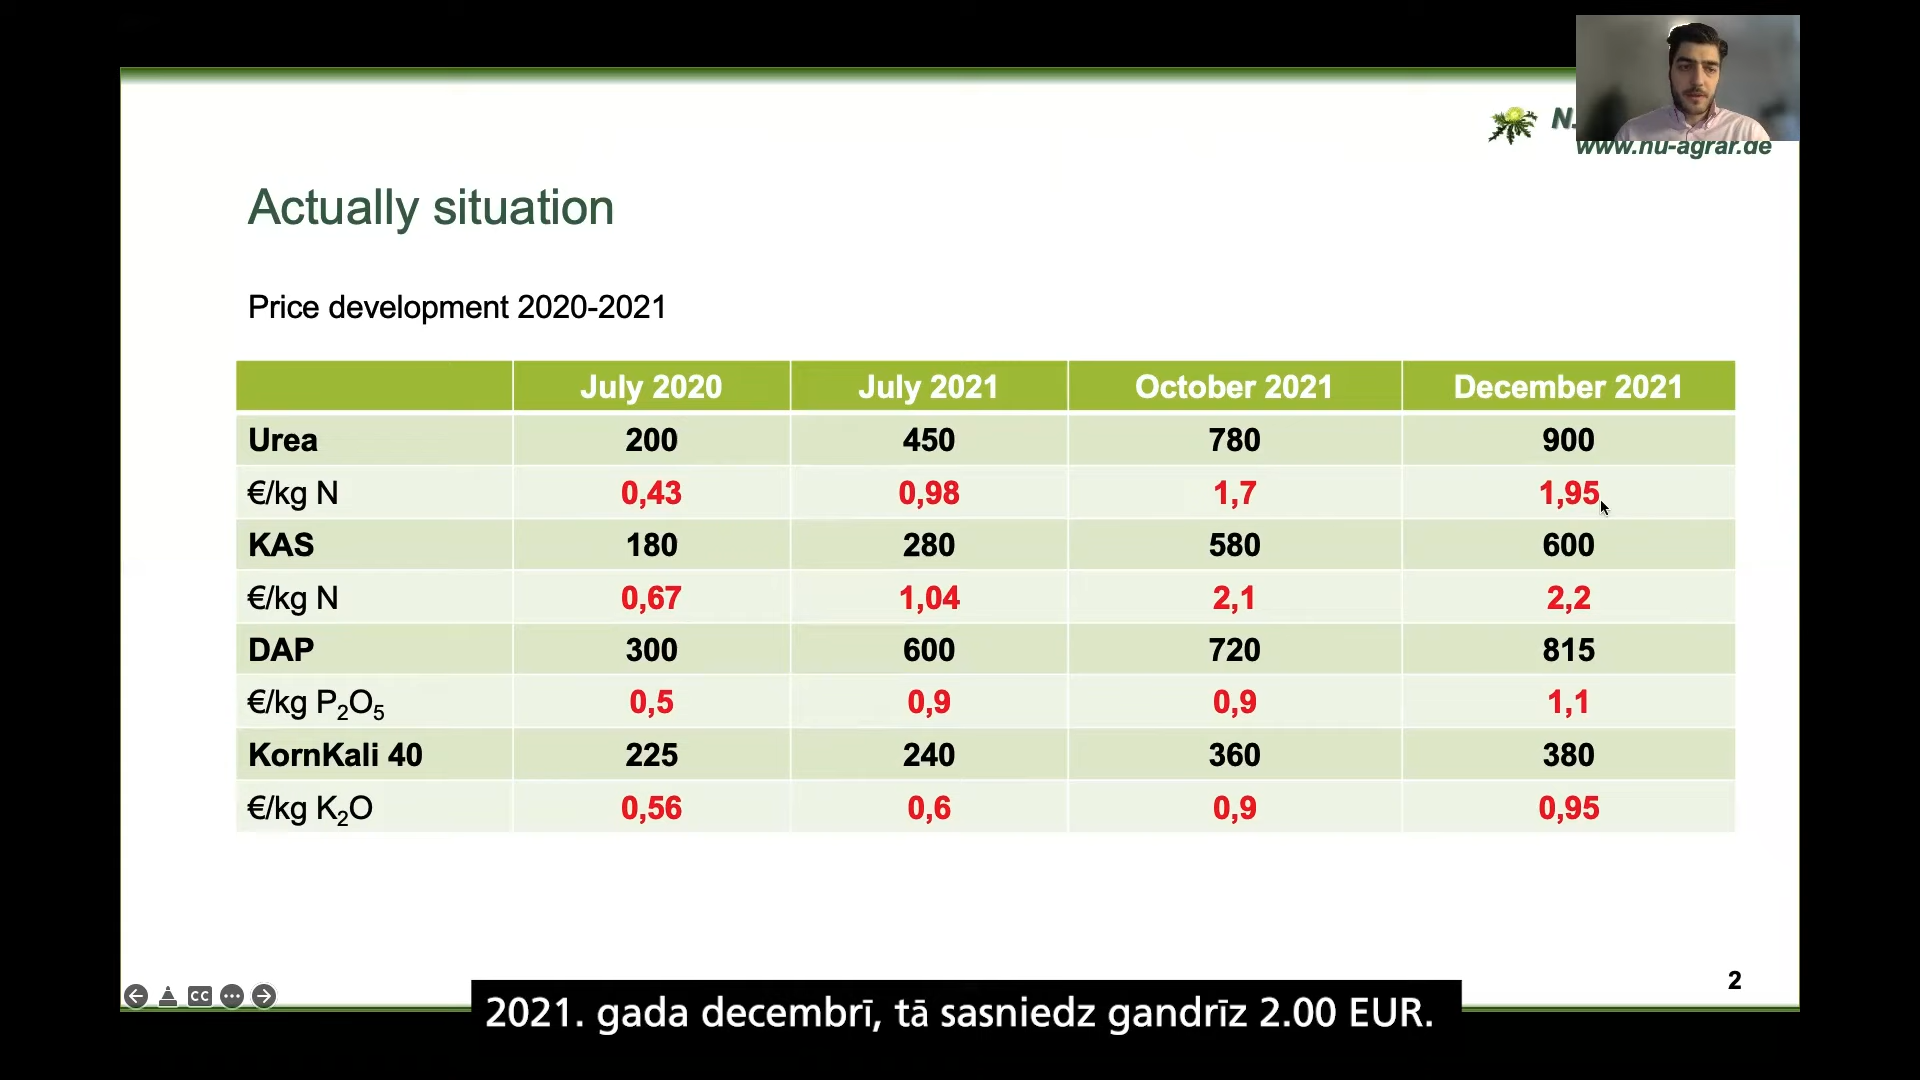 N.
www.nu-agrar.de
Actually situation
Price development 2020-2021
July 2020 July 2021 October 2021 December 2021
Urea 200 450 780 900
€/kg N 0,43 0,98 1,7 1,95
KAS 180 280 580 600
€/kg N 0,67 1,04 2,1 2,2
DAP 300 600 720 815
€/kg P₂O₅ 0,5 0,9 0,9 1,1
KornKali 40 225 240 360 380
€/kg K₂O 0,56 0,6 0,9 0,95
2
CC
2021. gada decembrī, tā sasniedz gandrīz 2.00 EUR.